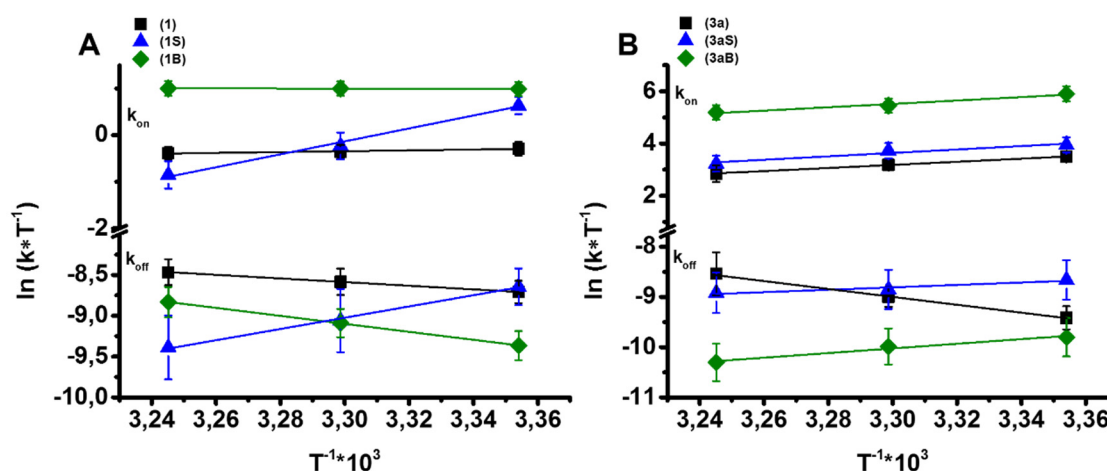 A
(1)
(1S)
(1B)
k_on
0
-2
k_off
-8,5
-9,0
-9,5
-10,0
ln (k*T⁻¹)
3,24 3,26 3,28 3,30 3,32 3,34 3,36
T⁻¹*10³
B
(3a)
(3aS)
(3aB)
k_on
6
4
2
k_off
-8
-9
-10
-11
ln (k*T⁻¹)
3,24 3,26 3,28 3,30 3,32 3,34 3,36
T⁻¹*10³